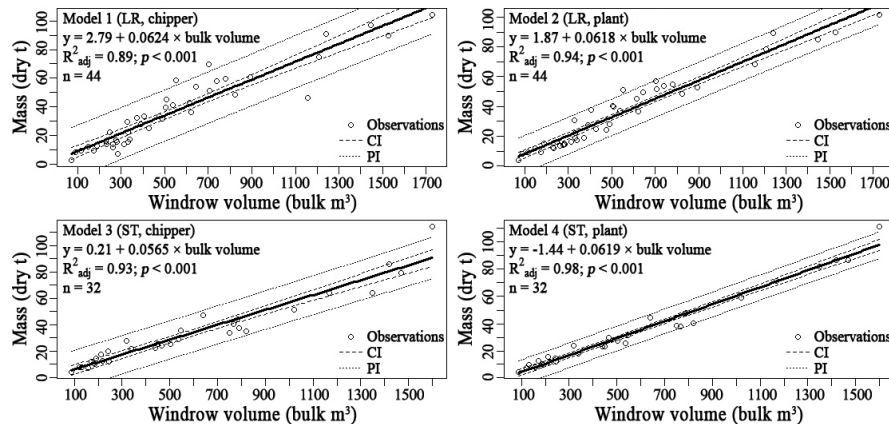 Model 1 (LR, chipper)
y = 2.79 + 0.0624 × bulk volume
R²adj = 0.89; p < 0.001
n = 44
Observations
CI
PI
Mass (dry t)
0 20 40 60 80 100
100 300 500 700 900 1100 1300 1500 1700
Windrow volume (bulk m³)
Model 2 (LR, plant)
y = 1.87 + 0.0618 × bulk volume
R²adj = 0.94; p < 0.001
n = 44
Observations
CI
PI
Mass (dry t)
0 20 40 60 80 100
100 300 500 700 900 1100 1300 1500 1700
Windrow volume (bulk m³)
Model 3 (ST, chipper)
y = 0.21 + 0.0565 × bulk volume
R²adj = 0.93; p < 0.001
n = 32
Observations
CI
PI
Mass (dry t)
0 20 40 60 80 100
100 300 500 700 900 1100 1300 1500
Windrow volume (bulk m³)
Model 4 (ST, plant)
y = -1.44 + 0.0619 × bulk volume
R²adj = 0.98; p < 0.001
n = 32
Observations
CI
PI
Mass (dry t)
0 20 40 60 80 100
100 300 500 700 900 1100 1300 1500
Windrow volume (bulk m³)